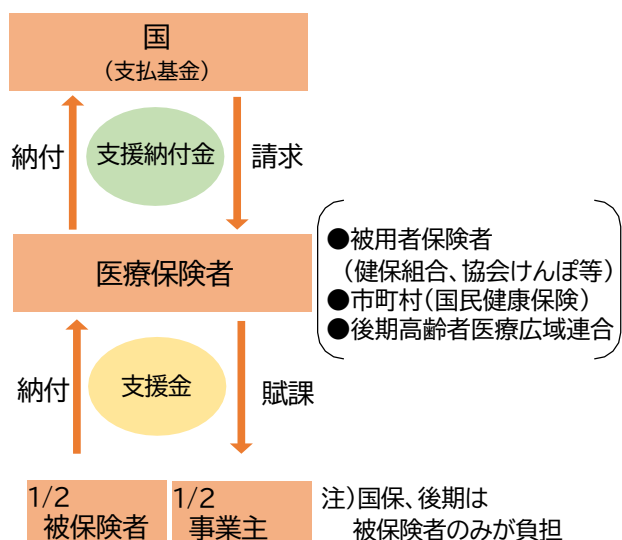 国
（支払基金）
納付
支援納付金
請求
医療保険者
●被用者保険者
（健保組合、協会けんぽ等）
●市町村（国民健康保険）
●後期高齢者医療広域連合
納付
支援金
賦課
1/2
被保険者
1/2
事業主
注）国保、後期は
被保険者のみが負担